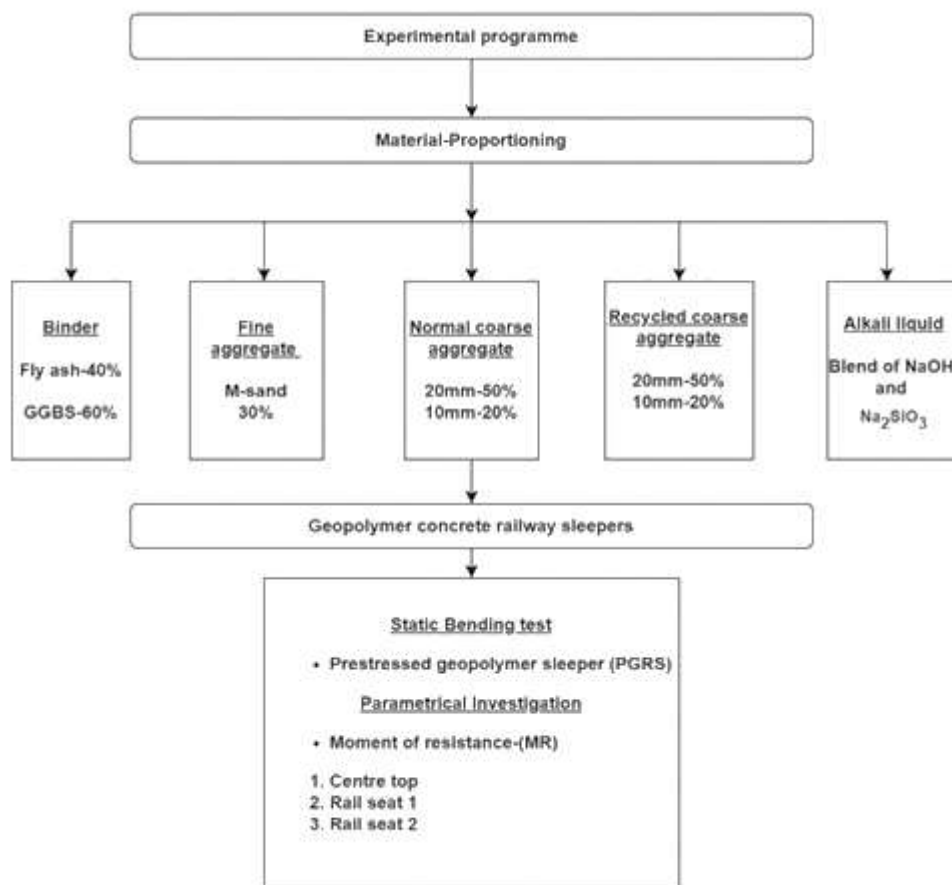 Experimental programme
Material-Proportioning
Binder
Fly ash-40%
GGBS-60%
Fine
aggregate
M-sand
30%
Normal coarse
aggregate
20mm-50%
10mm-20%
Recycled coarse
aggregate
20mm-50%
10mm-20%
Alkali liquid
Blend of NaOH
and
Na₂SiO₃
Geopolymer concrete railway sleepers
Static Bending test
• Prestressed geopolymer sleeper (PGRS)
Parametrical Investigation
• Moment of resistance-(MR)
1. Centre top
2. Rail seat 1
3. Rail seat 2